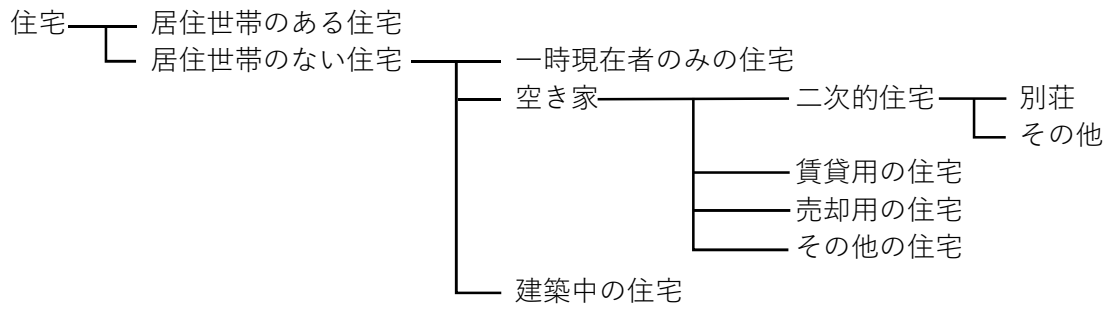 住宅 居住世帯のある住宅
居住世帯のない住宅 一時現在者のみの住宅
空き家 二次的住宅 別荘
その他
賃貸用の住宅
売却用の住宅
その他の住宅
建築中の住宅